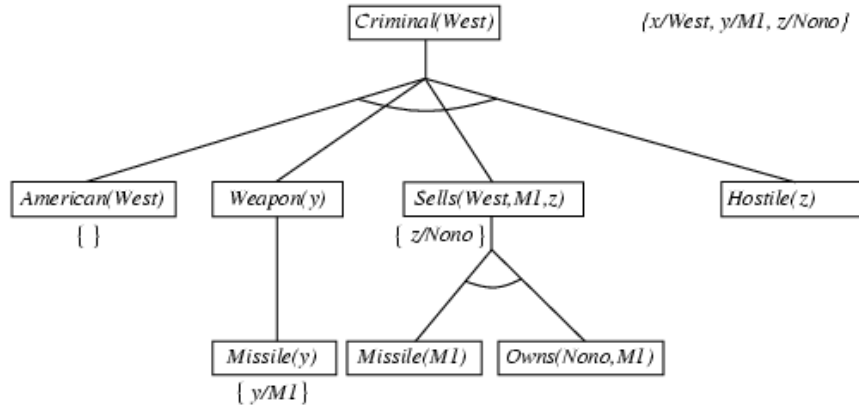 Criminal(West)
{x/West, y/M1, z/Nono}
American(West)
Weapon(y)
Sells(West,M1,z)
Hostile(z)
{ }
{ z/Nono }
Missile(y)
Missile(M1)
Owns(Nono,M1)
{ y/M1 }